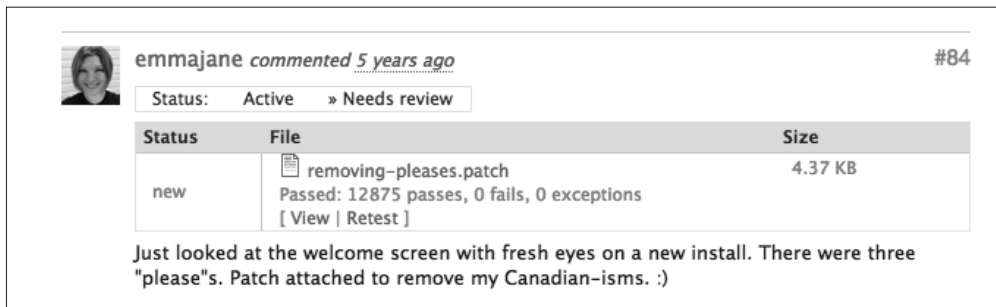 emmajane commented 5 years ago #84
Status: Active » Needs review
Status File Size
removing-pleases.patch 4.37 KB
new Passed: 12875 passes, 0 fails, 0 exceptions
[ View | Retest ]
Just looked at the welcome screen with fresh eyes on a new install. There were three
"please"s. Patch attached to remove my Canadian-isms. :)